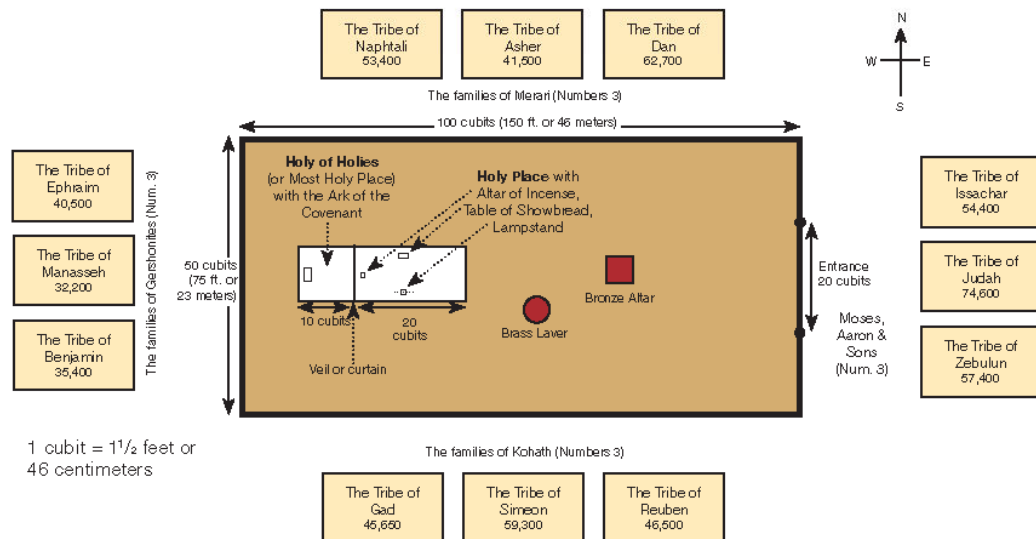 The Tribe of
Naphtali
53,400
The Tribe of
Asher
41,500
The Tribe of
Dan
62,700
N
W
E
S
The families of Merari (Numbers 3)
100 cubits (150 ft. or 46 meters)
The Tribe of
Ephraim
40,500
The Tribe of
Manasseh
32,200
The Tribe of
Benjamin
35,400
The families of Gershonites (Num. 3)
50 cubits
(75 ft. or
23 meters)
Holy of Holies
(or Most Holy Place)
with the Ark of the
Covenant
Holy Place with
Altar of Incense,
Table of Showbread,
Lampstand
10 cubits
20
cubits
Veil or curtain
Brass Laver
Bronze Altar
Entrance
20 cubits
Moses,
Aaron &
Sons
(Num. 3)
The Tribe of
Issachar
54,400
The Tribe of
Judah
74,600
The Tribe of
Zebulun
57,400
1 cubit = 1 1/2 feet or
46 centimeters
The families of Kohath (Numbers 3)
The Tribe of
Gad
45,650
The Tribe of
Simeon
59,300
The Tribe of
Reuben
46,500